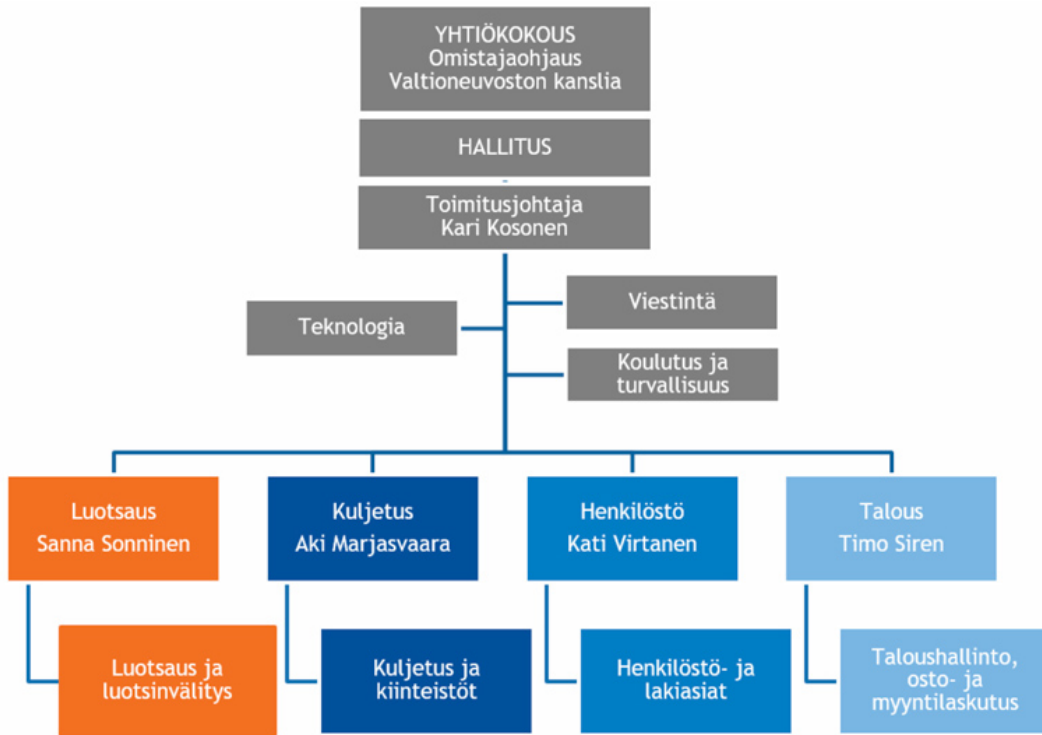 YHTIÖKOKOUS
Omistajaohjaus
Valtioneuvoston kanslia
HALLITUS
Toimitusjohtaja
Kari Kosonen
Viestintä
Teknologia
Koulutus ja
turvallisuus
Luotsaus
Sanna Sonninen
Kuljetus
Aki Marjasvaara
Henkilöstö
Kati Virtanen
Talous
Timo Siren
Luotsaus ja
luotsinvälitys
Kuljetus ja
kiinteistöt
Henkilöstö- ja
lakiasiat
Taloushallinto,
osto- ja
myyntilaskutus